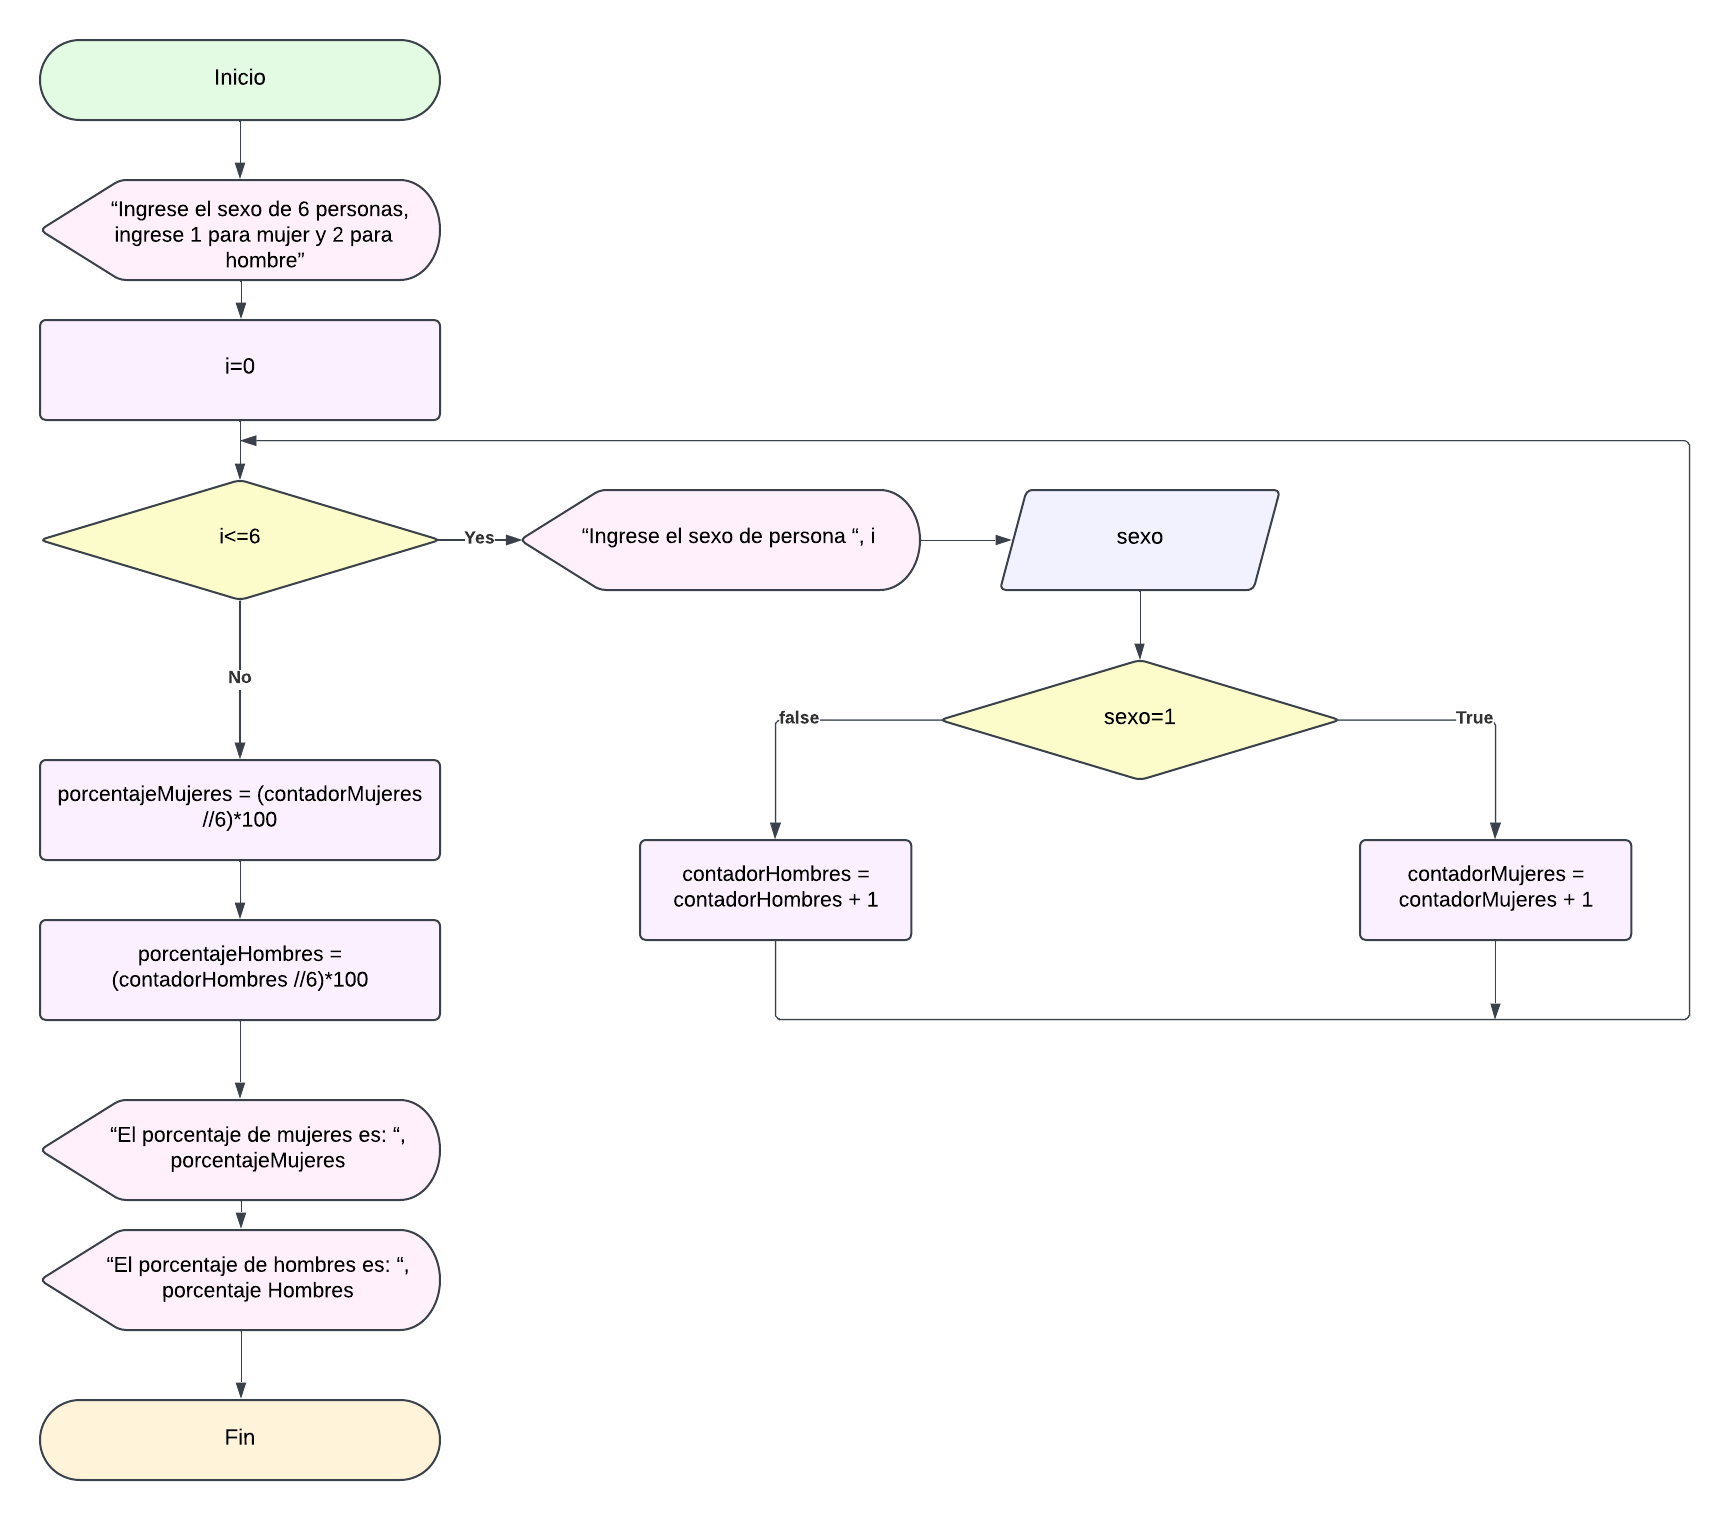 Inicio
“Ingrese el sexo de 6 personas,
ingrese 1 para mujer y 2 para
hombre”
i=0
i<=6
Yes
“Ingrese el sexo de persona “, i
sexo
No
false
sexo=1
True
porcentajeMujeres = (contadorMujeres
//6)*100
contadorHombres =
contadorHombres + 1
contadorMujeres =
contadorMujeres + 1
porcentajeHombres =
(contadorHombres //6)*100
“El porcentaje de mujeres es: “,
porcentajeMujeres
“El porcentaje de hombres es: “,
porcentaje Hombres
Fin